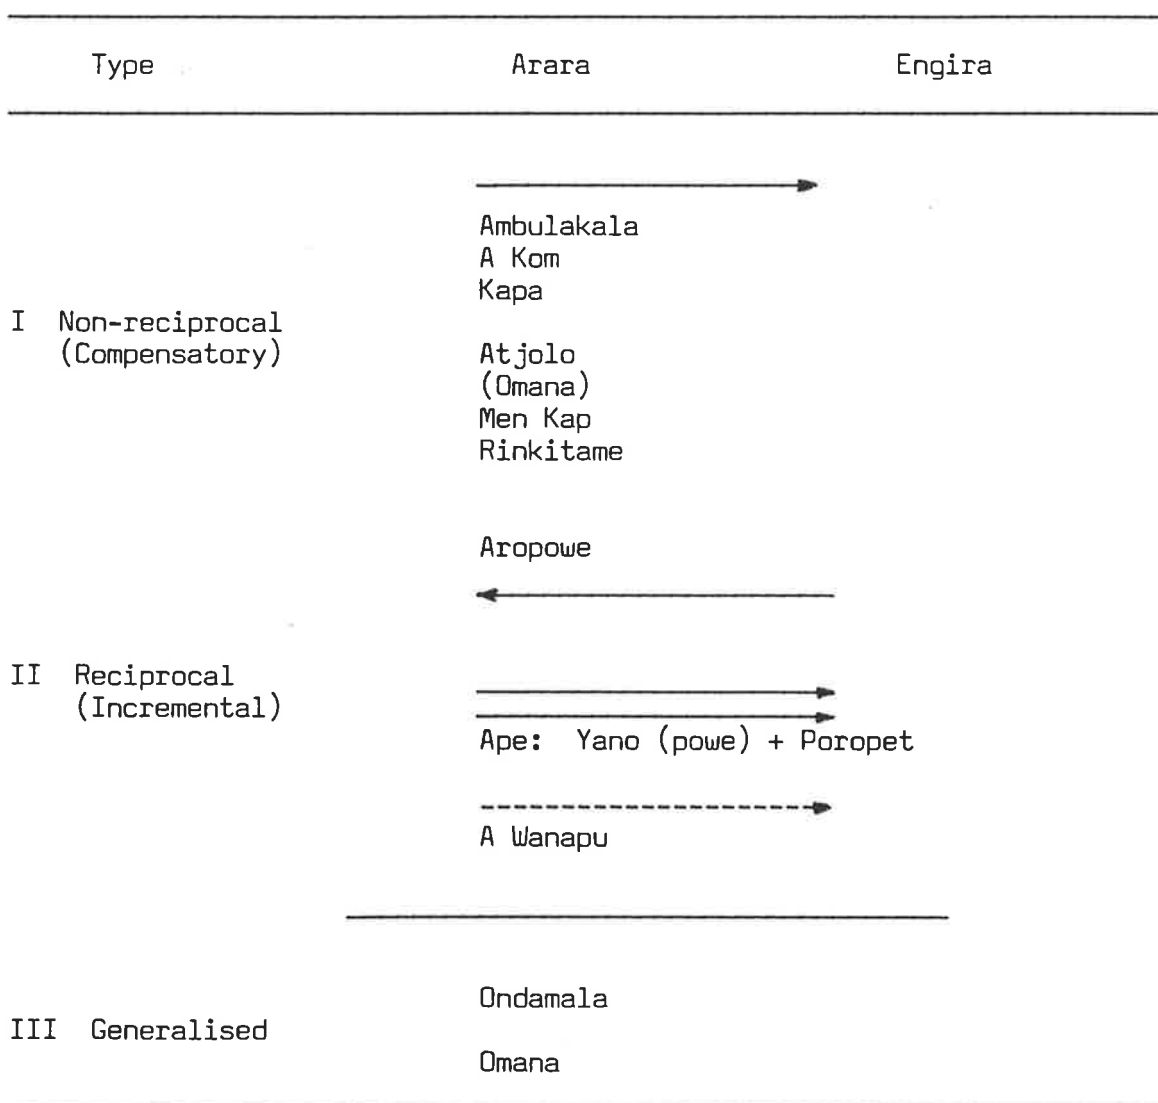 Type Arara Engira
Ambulakala
A Kom
Kapa
I Non-reciprocal
(Compensatory)
Atjolo
(Omana)
Men Kap
Rinkitame
Aropowe
II Reciprocal
(Incremental)
Ape: Yano (powe) + Poropet
A Wanapu
Ondamala
III Generalised
Omana